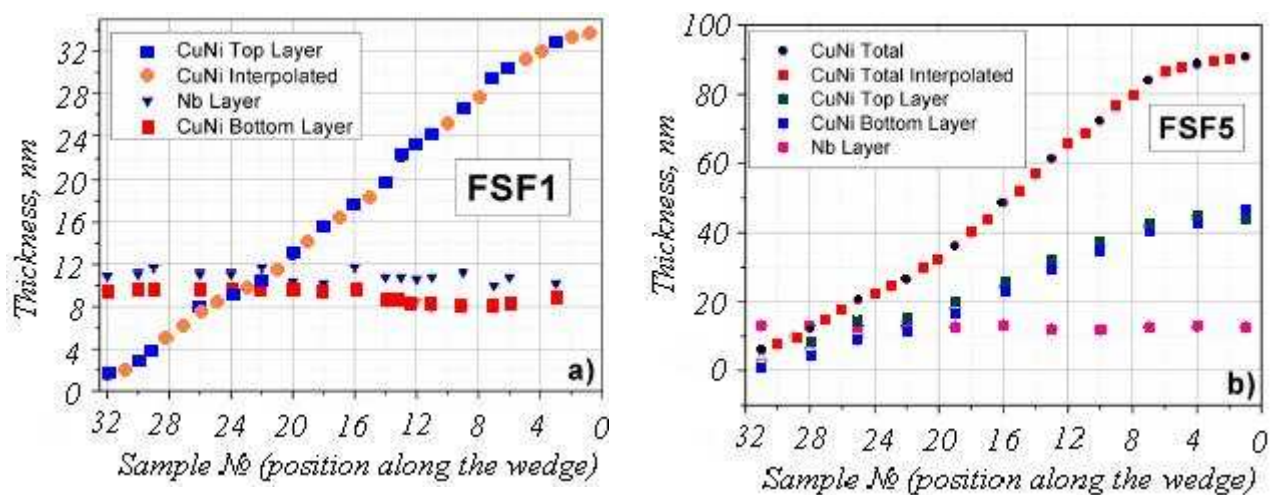 32
28
24
20
16
12
8
4
0
Thickness, nm
CuNi Top Layer
CuNi Interpolated
Nb Layer
CuNi Bottom Layer
FSF1
a)
32 28 24 20 16 12 8 4 0
Sample № (position along the wedge)
100
80
60
40
20
0
Thickness, nm
CuNi Total
CuNi Total Interpolated
CuNi Top Layer
CuNi Bottom Layer
Nb Layer
FSF5
b)
32 28 24 20 16 12 8 4 0
Sample № (position along the wedge)